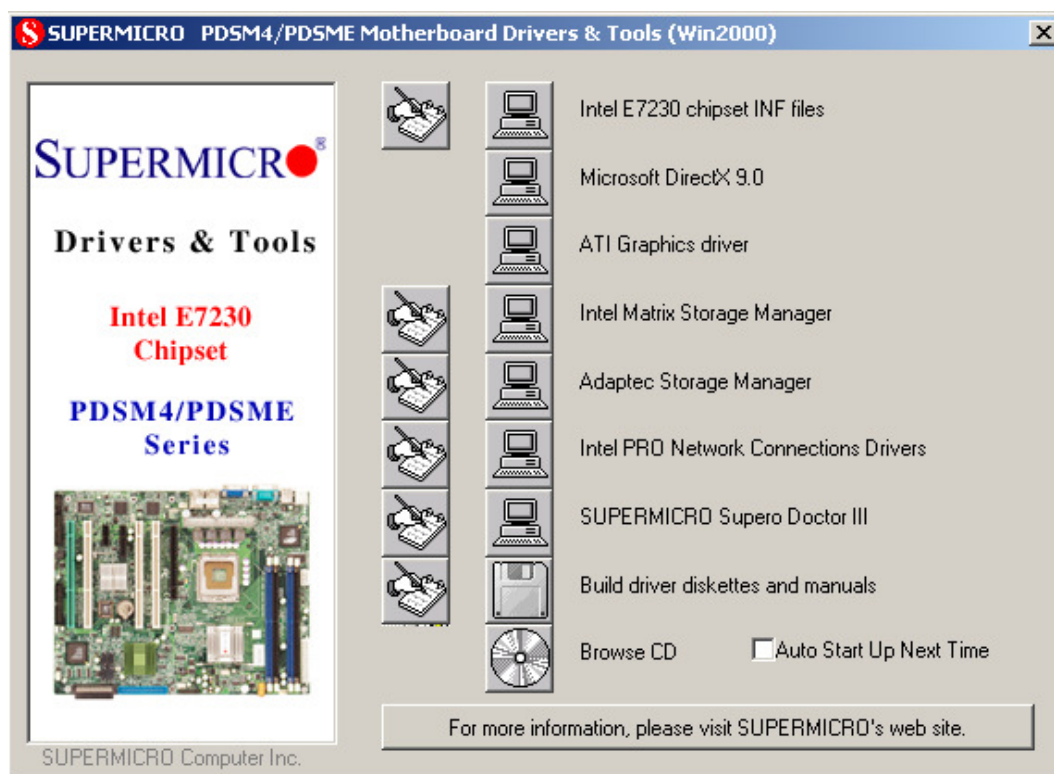 SUPERMICRO PDSM4/PDSME Motherboard Drivers & Tools (Win2000)
SUPERMICRO®
Drivers & Tools
Intel E7230
Chipset
PDSM4/PDSME
Series
SUPERMICRO Computer Inc.
Intel E7230 chipset INF files
Microsoft DirectX 9.0
ATI Graphics driver
Intel Matrix Storage Manager
Adaptec Storage Manager
Intel PRO Network Connections Drivers
SUPERMICRO Supero Doctor III
Build driver diskettes and manuals
Browse CD
Auto Start Up Next Time
For more information, please visit SUPERMICRO's web site.